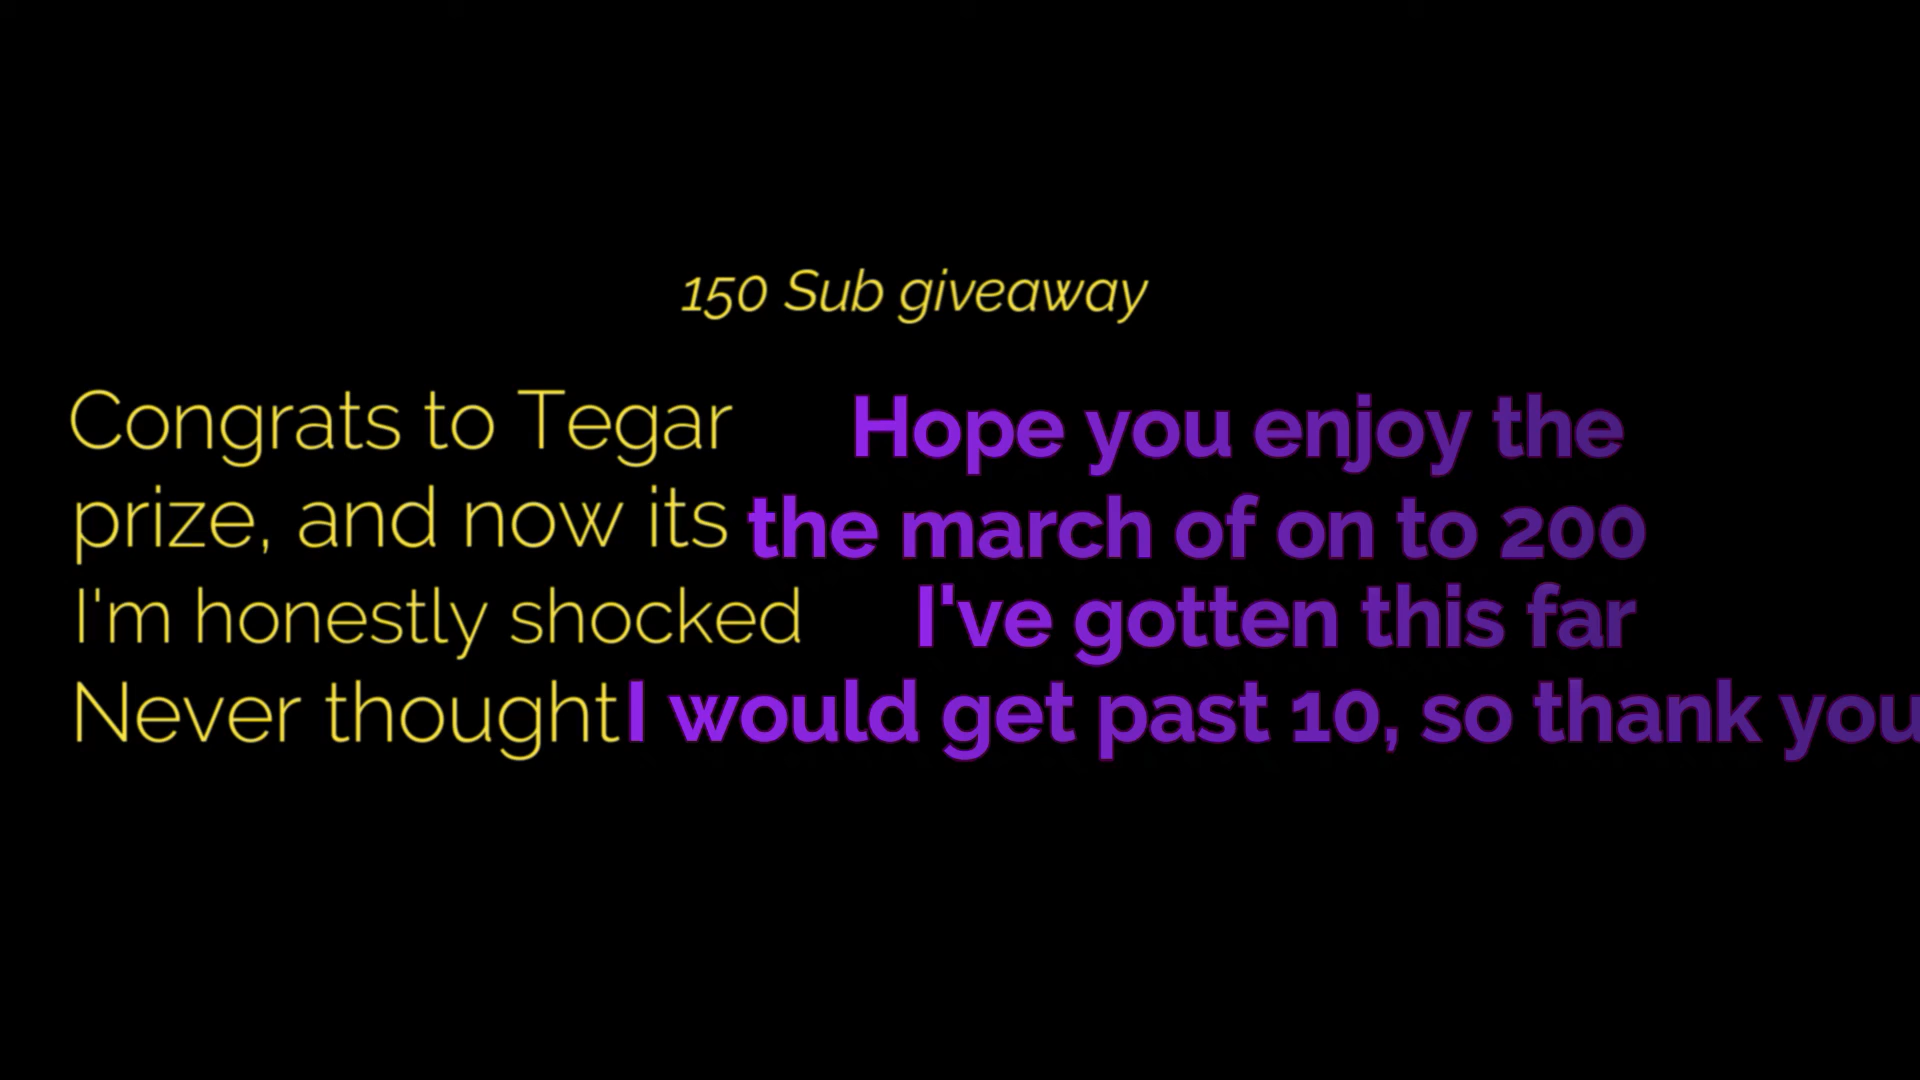 150 Sub giveaway
Congrats to Tegar Hope you enjoy the
prize, and now its the march of on to 200
I'm honestly shocked I've gotten this far
Never thought I would get past 10, so thank you